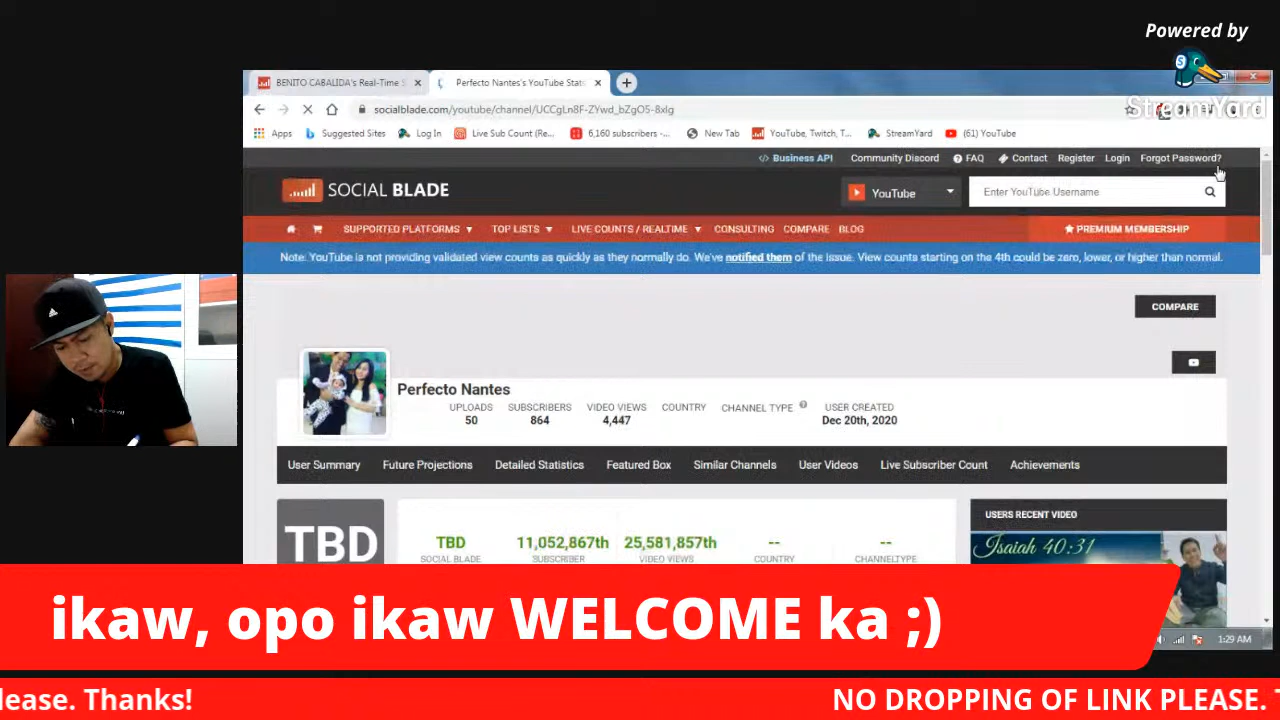 Powered by
StreamYard
BENITO CABALIDA's Real-Time S
Perfecto Nantes's YouTube Stats
socialblade.com/youtube/channel/UCCgLn8F-ZYwd_bZgO5-8xlg
Apps
Suggested Sites
Log In
Live Sub Count (Re...
6,160 subscribers -...
New Tab
YouTube, Twitch, T...
StreamYard
(61) YouTube
Business API
Community Discord
FAQ
Contact
Register
Login
Forgot Password?
SOCIAL BLADE
YouTube
Enter YouTube Username
SUPPORTED PLATFORMS
TOP LISTS
LIVE COUNTS / REALTIME
CONSULTING
COMPARE
BLOG
PREMIUM MEMBERSHIP
Note: YouTube is not providing validated view counts as quickly as they normally do. We've notified them of the issue. View counts starting on the 4th could be zero, lower, or higher than normal.
COMPARE
Perfecto Nantes
UPLOADS
50
SUBSCRIBERS
864
VIDEO VIEWS
4,447
COUNTRY
CHANNEL TYPE
USER CREATED
Dec 20th, 2020
User Summary
Future Projections
Detailed Statistics
Featured Box
Similar Channels
User Videos
Live Subscriber Count
Achievements
TBD
TBD
SOCIAL BLADE
11,052,867th
SUBSCRIBER
25,581,857th
VIDEO VIEWS
--
COUNTRY
--
CHANNELTYPE
USERS RECENT VIDEO
Isaiah 40:31
ikaw, opo ikaw WELCOME ka ;)
1:29 AM
lease. Thanks!
NO DROPPING OF LINK PLEASE. T